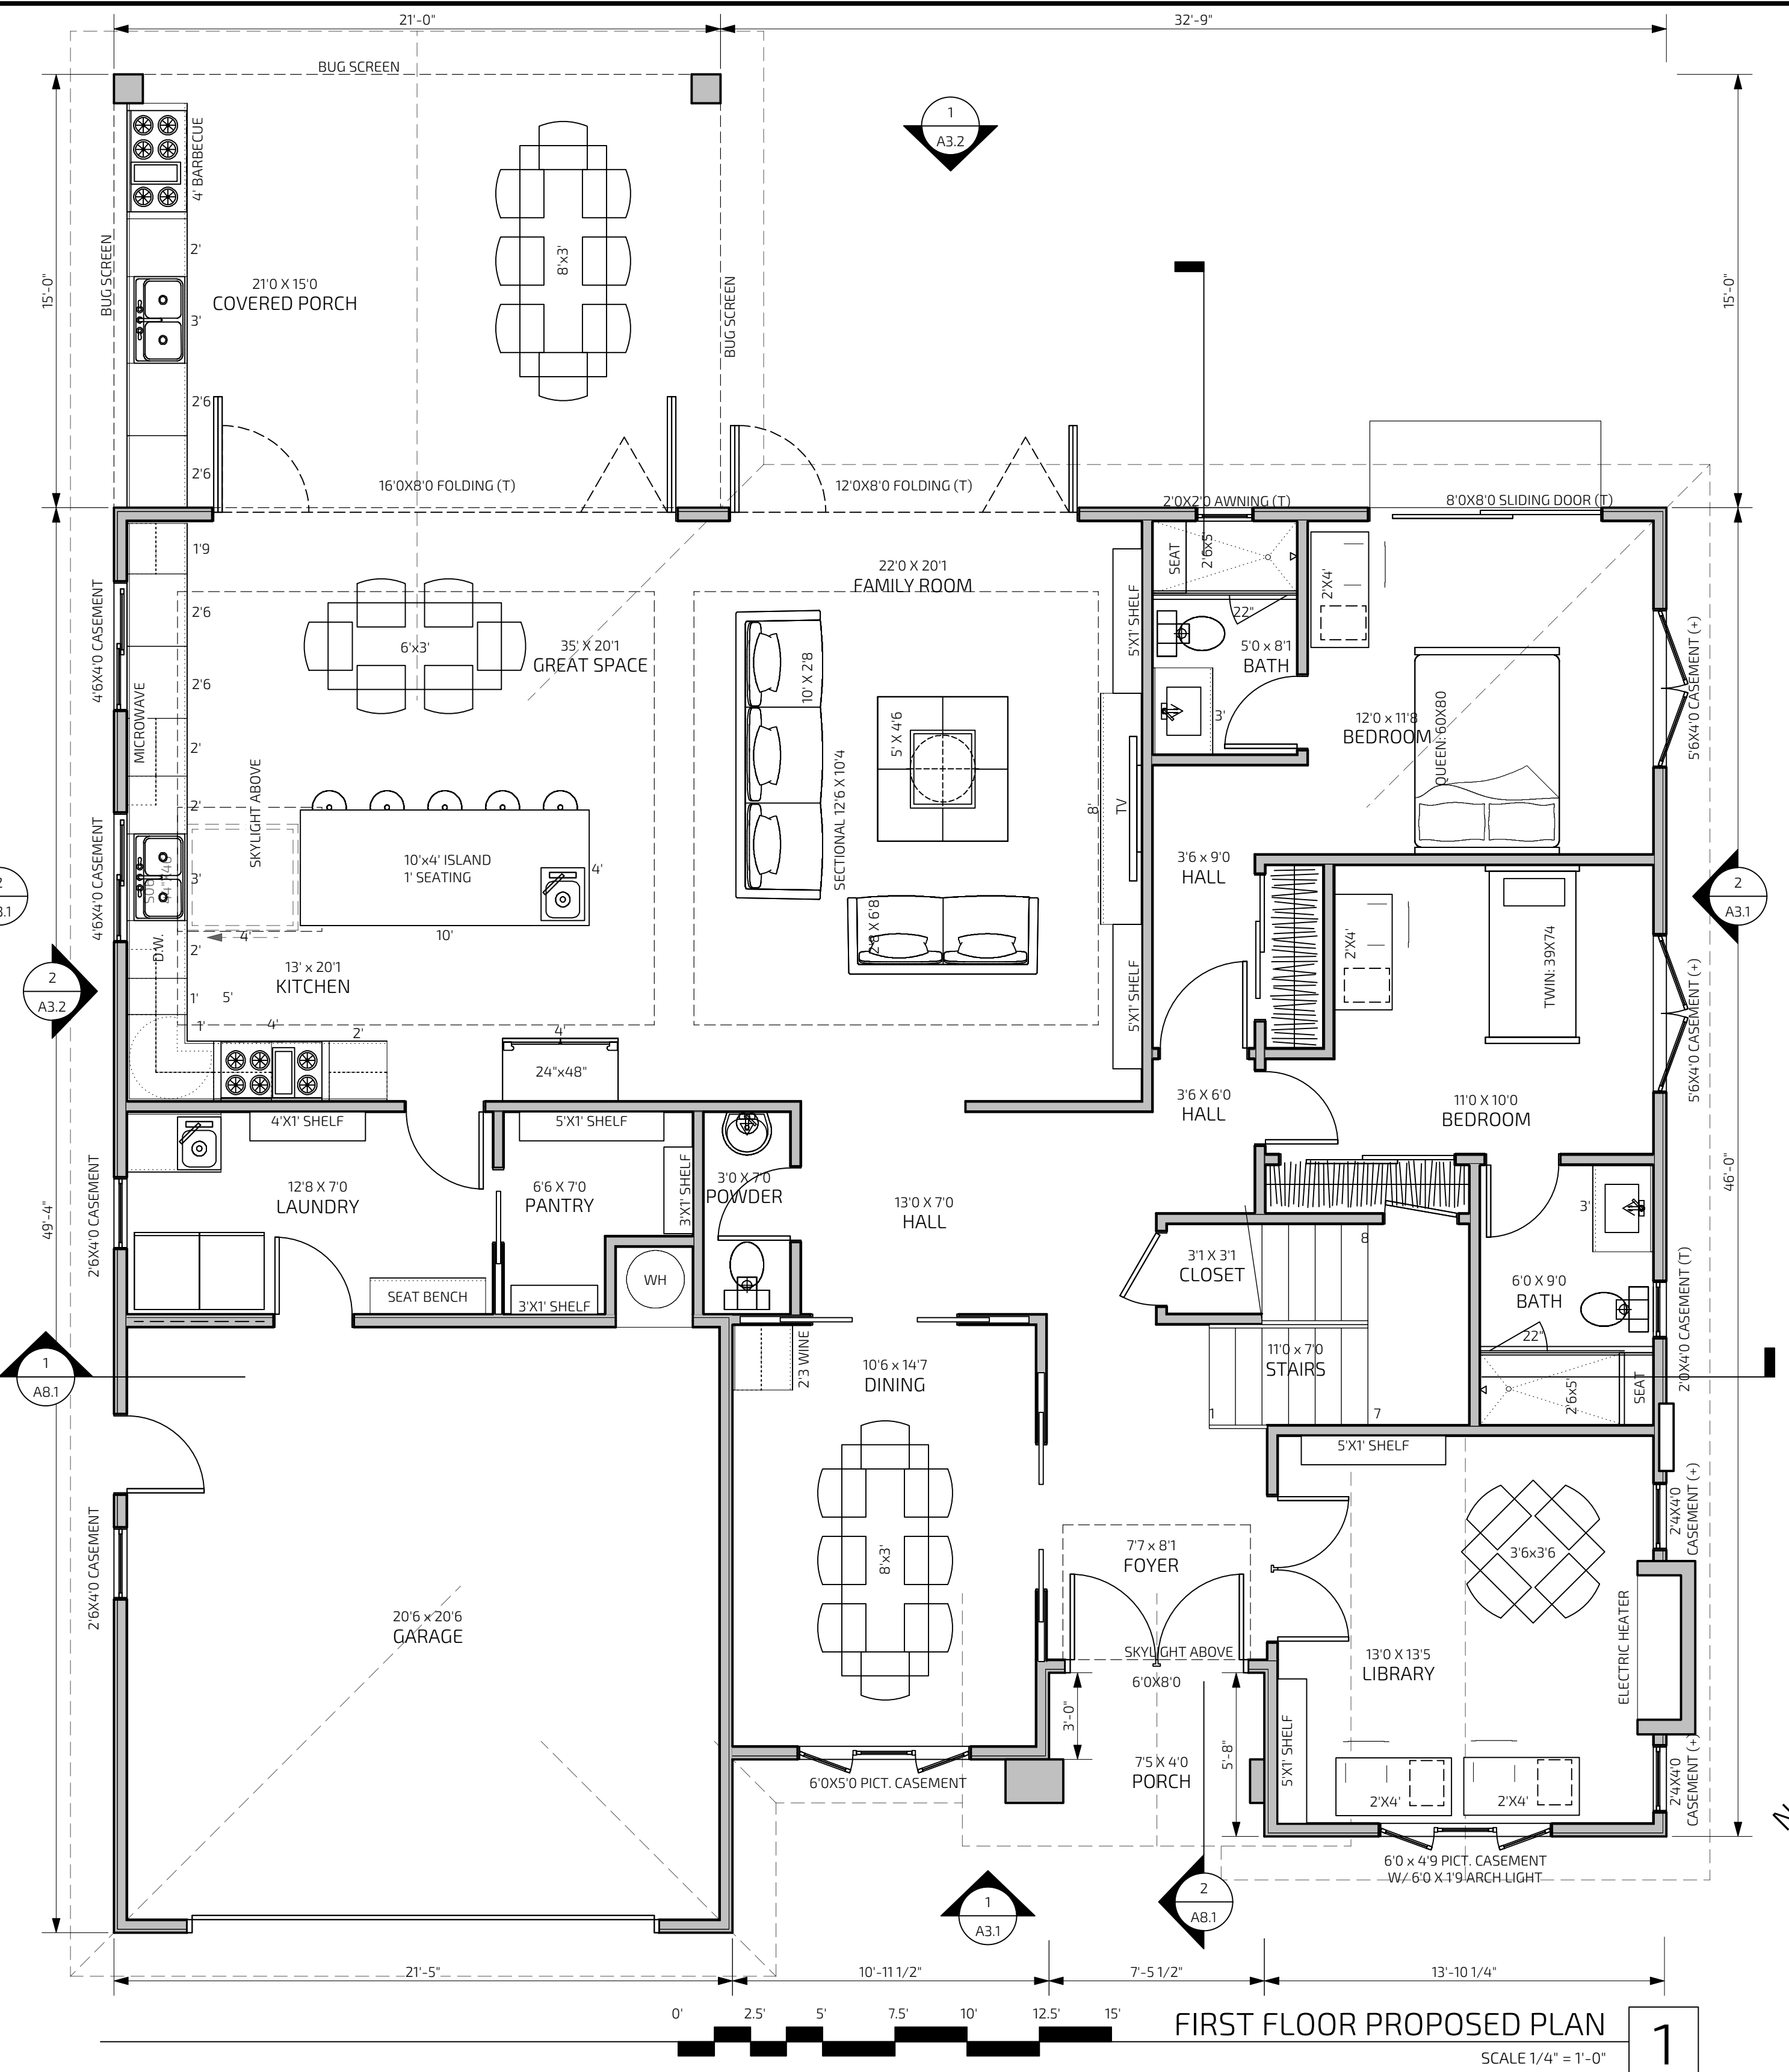 21'-0"
32'-9"
BUG SCREEN
1
A3.2
4' BARBECUE
2'
BUG SCREEN
15'-0"
21'0 X 15'0
COVERED PORCH
8'x3'
BUG SCREEN
15'-0"
3'
2'6
2'6
16'0X8'0 FOLDING (T)
12'0X8'0 FOLDING (T)
2'0X2'0 AWNING (T)
8'0X8'0 SLIDING DOOR (T)
1'9
4'6X4'0 CASEMENT
2'6
6'x3'
35' X 20'1
GREAT SPACE
22'0 X 20'1
FAMILY ROOM
5'X1' SHELF
SEAT
2'6x5'
22"
5'0 x 8'1
BATH
3'
2'X4'
12'0 x 11'8
BEDROOM
QUEEN: 60X80
5'6X4'0 CASEMENT (+)
2'6
MICROWAVE
2'
2'
SKYLIGHT ABOVE
10' X 2'8
5' X 4'6
SECTIONAL 12'6 X 10'4
8'
TV
4'6X4'0 CASEMENT
3'
10'x4' ISLAND
1' SEATING
4'
10'
4'
2'8 X 6'8
3'6 x 9'0
HALL
2'X4'
TWIN: 39X74
2
A3.1
2
3.1
D.W.
2'
1'
5'
13' x 20'1
KITCHEN
2
A3.2
5'X1' SHELF
5'6X4'0 CASEMENT (+)
1'
4'
2'
4'
24"x48"
3'6 X 6'0
HALL
11'0 X 10'0
BEDROOM
4'X1' SHELF
5'X1' SHELF
3'X1' SHELF
12'8 X 7'0
LAUNDRY
6'6 X 7'0
PANTRY
3'0 X 7'0
POWDER
13'0 X 7'0
HALL
46'-0"
49'-4"
2'6X4'0 CASEMENT
3'
8
3'1 X 3'1
CLOSET
6'0 X 9'0
BATH
WH
SEAT BENCH
3'X1' SHELF
2'0X4'0 CASEMENT (T)
22"
2'3 WINE
10'6 x 14'7
DINING
11'0 x 7'0
STAIRS
1
7
2'6x5'
SEAT
1
A8.1
5'X1' SHELF
2'4X4'0
CASEMENT (+)
2'6X4'0 CASEMENT
8'x3'
7'7 x 8'1
FOYER
3'6x3'6
20'6 x 20'6
GARAGE
SKYLIGHT ABOVE
6'0X8'0
13'0 X 13'5
LIBRARY
ELECTRIC HEATER
3'-0"
5'-8"
5'X1' SHELF
7'5 X 4'0
PORCH
6'0X5'0 PICT. CASEMENT
2'X4'
2'X4'
2'4X4'0
CASEMENT (+)
N
6'0 x 4'9 PICT. CASEMENT
W/ 6'0 X 1'9 ARCH LIGHT
1
A3.1
2
A8.1
21'-5"
10'-11 1/2"
7'-5 1/2"
13'-10 1/4"
0'
2.5'
5'
7.5'
10'
12.5'
15'
FIRST FLOOR PROPOSED PLAN
1
SCALE 1/4" = 1'-0"